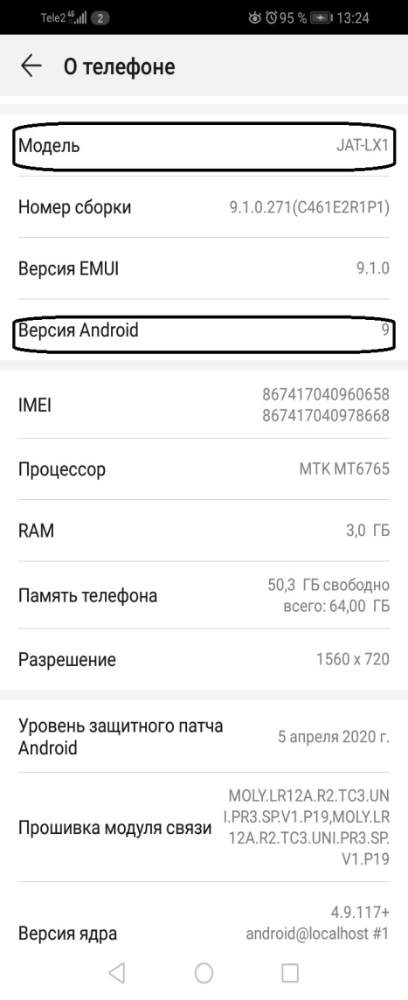 Tele2 4G 2 95 % 13:24
О телефоне
Модель JAT-LX1
Номер сборки 9.1.0.271(C461E2R1P1)
Версия EMUI 9.1.0
Версия Android 9
IMEI 867417040960658
867417040978668
Процессор MTK MT6765
RAM 3,0 ГБ
Память телефона 50,3 ГБ свободно
всего: 64,00 ГБ
Разрешение 1560 x 720
Уровень защитного патча
Android 5 апреля 2020 г.
Прошивка модуля связи MOLY.LR12A.R2.TC3.UN
I.PR3.SP.V1.P19,MOLY.LR
12A.R2.TC3.UNI.PR3.SP.
V1.P19
Версия ядра 4.9.117+
android@localhost #1